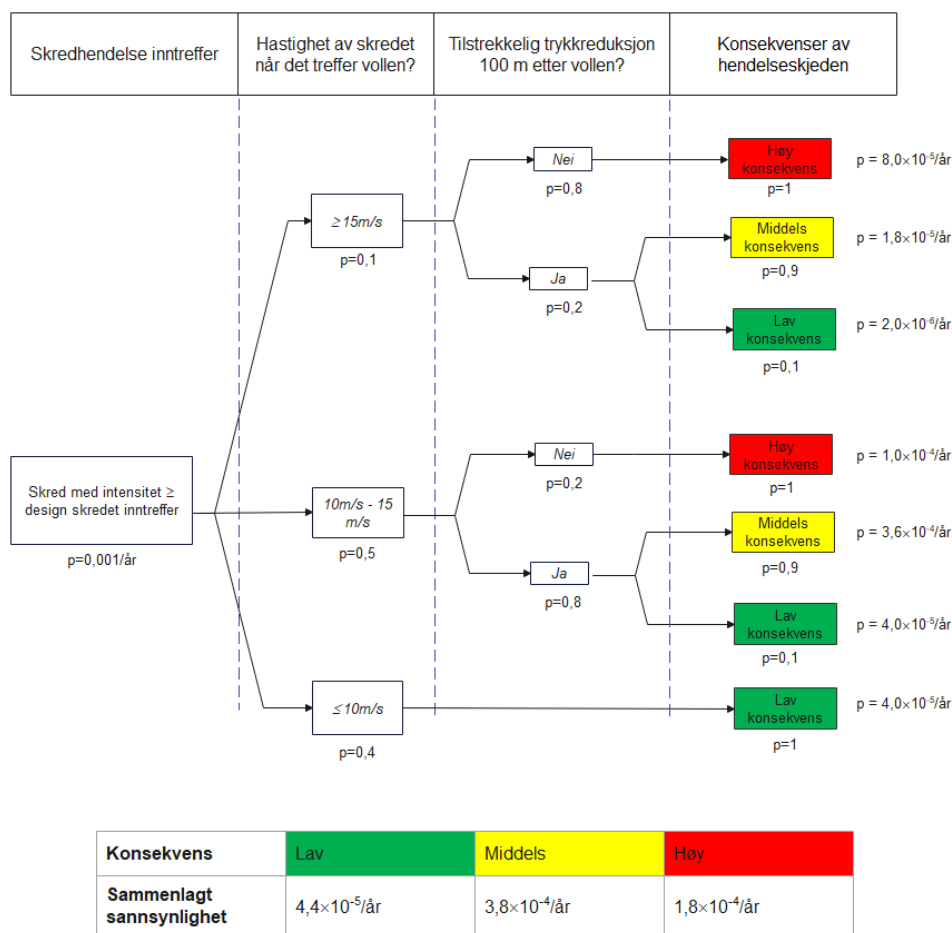 Skredhendelse inntreffer
Hastighet av skredet
når det treffer vollen?
Tilstrekkelig trykkreduksjon
100 m etter vollen?
Konsekvenser av
hendelseskjeden
Nei
p=0,8
Høy
konsekvens
p=1
p = 8,0×10⁻⁵/år
≥ 15m/s
p=0,1
Middels
konsekvens
p=0,9
p = 1,8×10⁻⁵/år
Ja
p=0,2
Lav
konsekvens
p=0,1
p = 2,0×10⁻⁶/år
Skred med intensitet ≥
design skredet inntreffer
p=0,001/år
Nei
p=0,2
Høy
konsekvens
p=1
p = 1,0×10⁻⁴/år
10m/s - 15
m/s
p=0,5
Middels
konsekvens
p=0,9
p = 3,6×10⁻⁴/år
Ja
p=0,8
Lav
konsekvens
p=0,1
p = 4,0×10⁻⁵/år
≤10m/s
p=0,4
Lav
konsekvens
p=1
p = 4,0×10⁻⁵/år
Konsekvens Lav Middels Høy
Sammenlagt
sannsynlighet
4,4×10⁻⁵/år 3,8×10⁻⁴/år 1,8×10⁻⁴/år